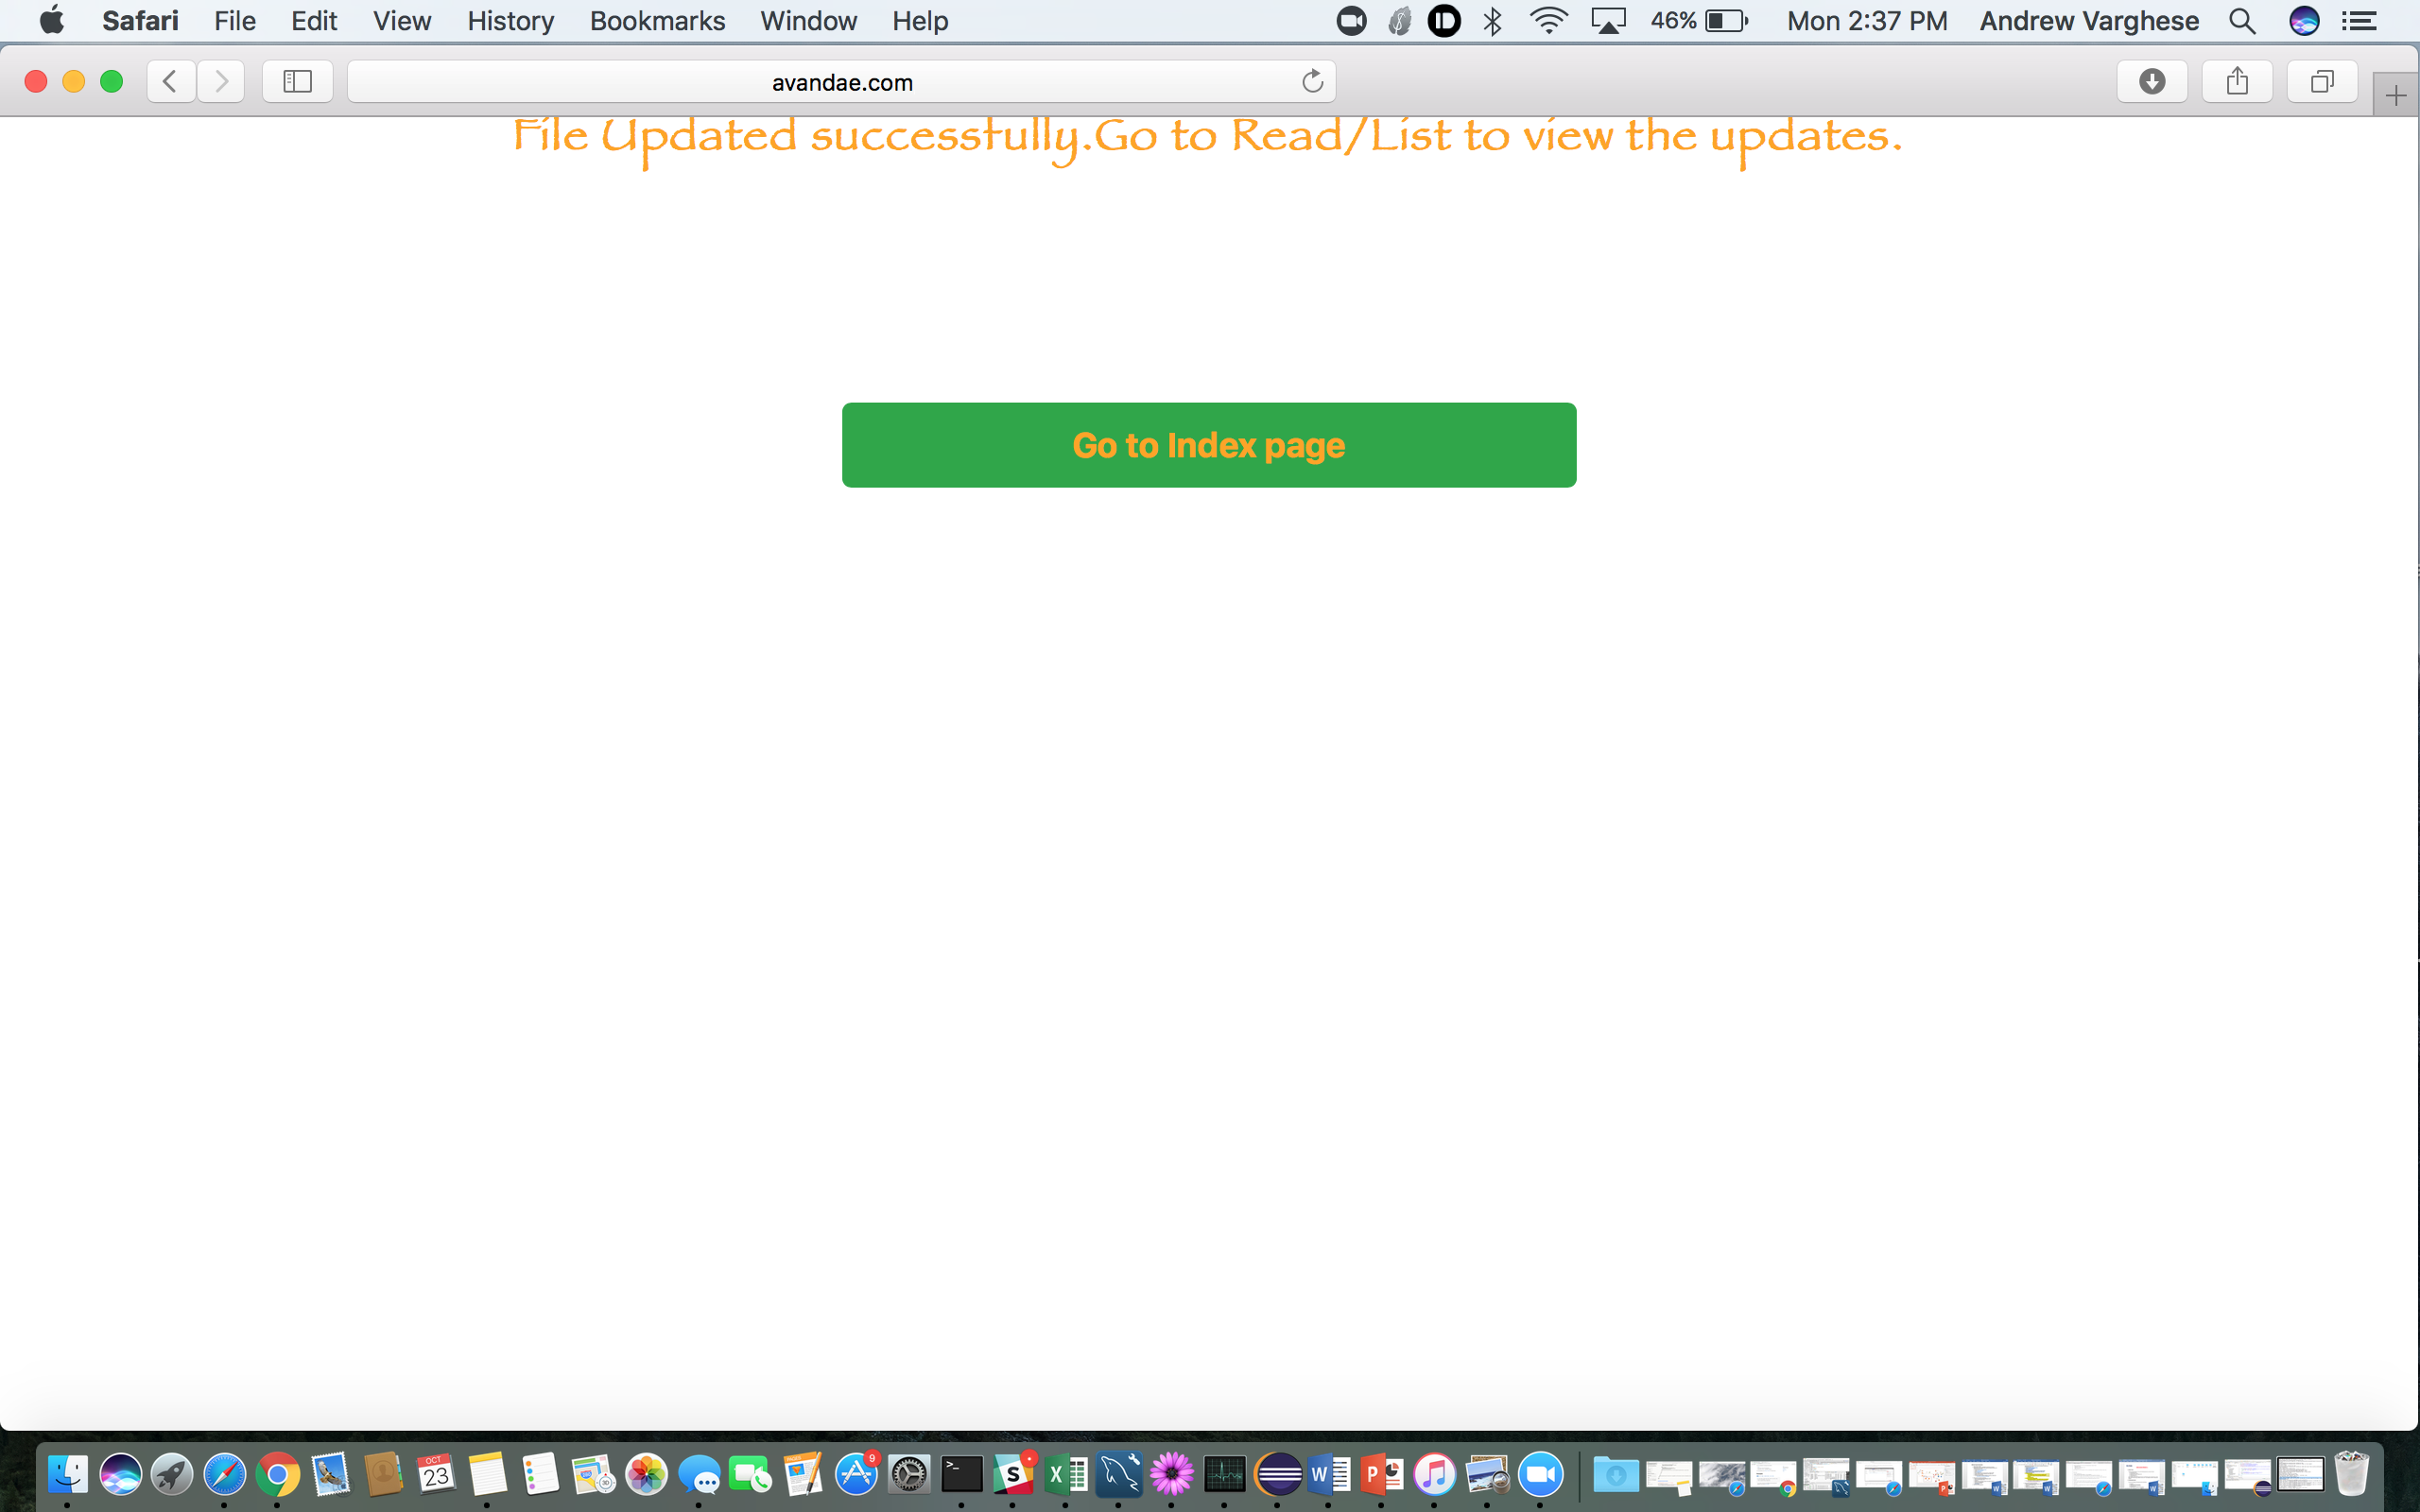 Safari File Edit View History Bookmarks Window Help 46% Mon 2:37 PM Andrew Varghese
avandae.com
File Updated successfully.Go to Read/List to view the updates.
Go to Index page
OCT
23
9